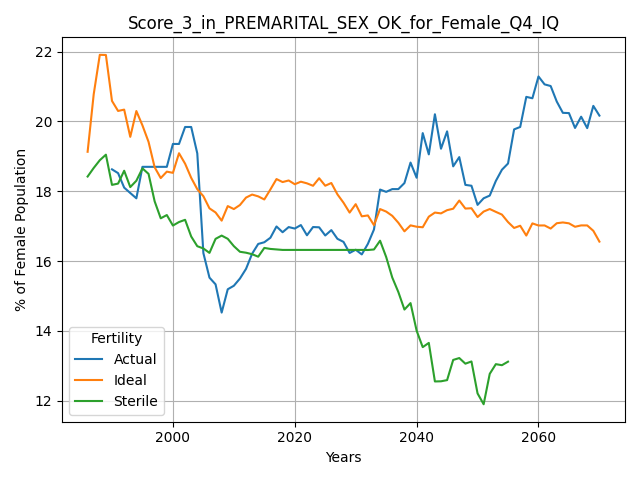 Score_3_in_PREMARITAL_SEX_OK_for_Female_Q4_IQ
% of Female Population
22
20
18
16
14
12
Fertility
Actual
Ideal
Sterile
2000 2020 2040 2060
Years